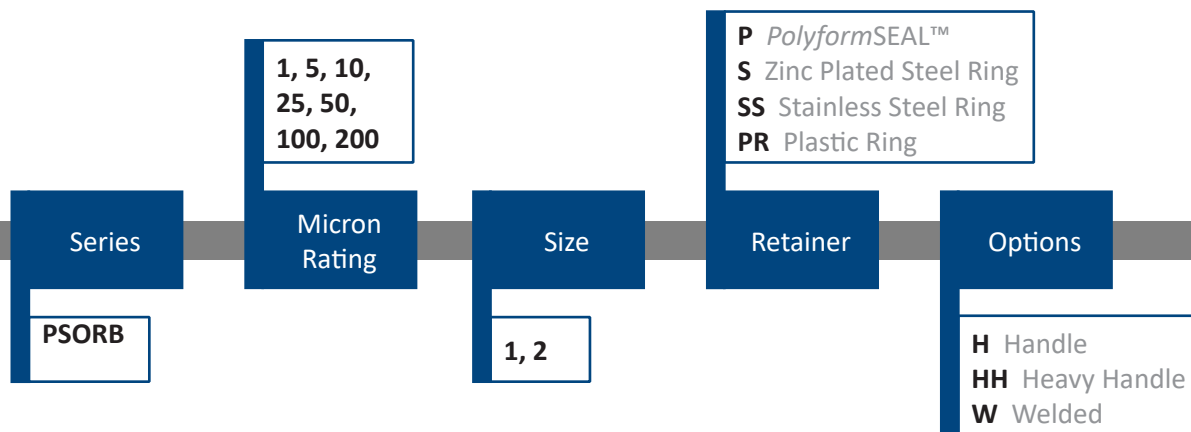 P PolyformSEAL™
S Zinc Plated Steel Ring
SS Stainless Steel Ring
PR Plastic Ring
1, 5, 10,
25, 50,
100, 200
Series
Micron
Rating
Size
Retainer
Options
PSORB
1, 2
H Handle
HH Heavy Handle
W Welded